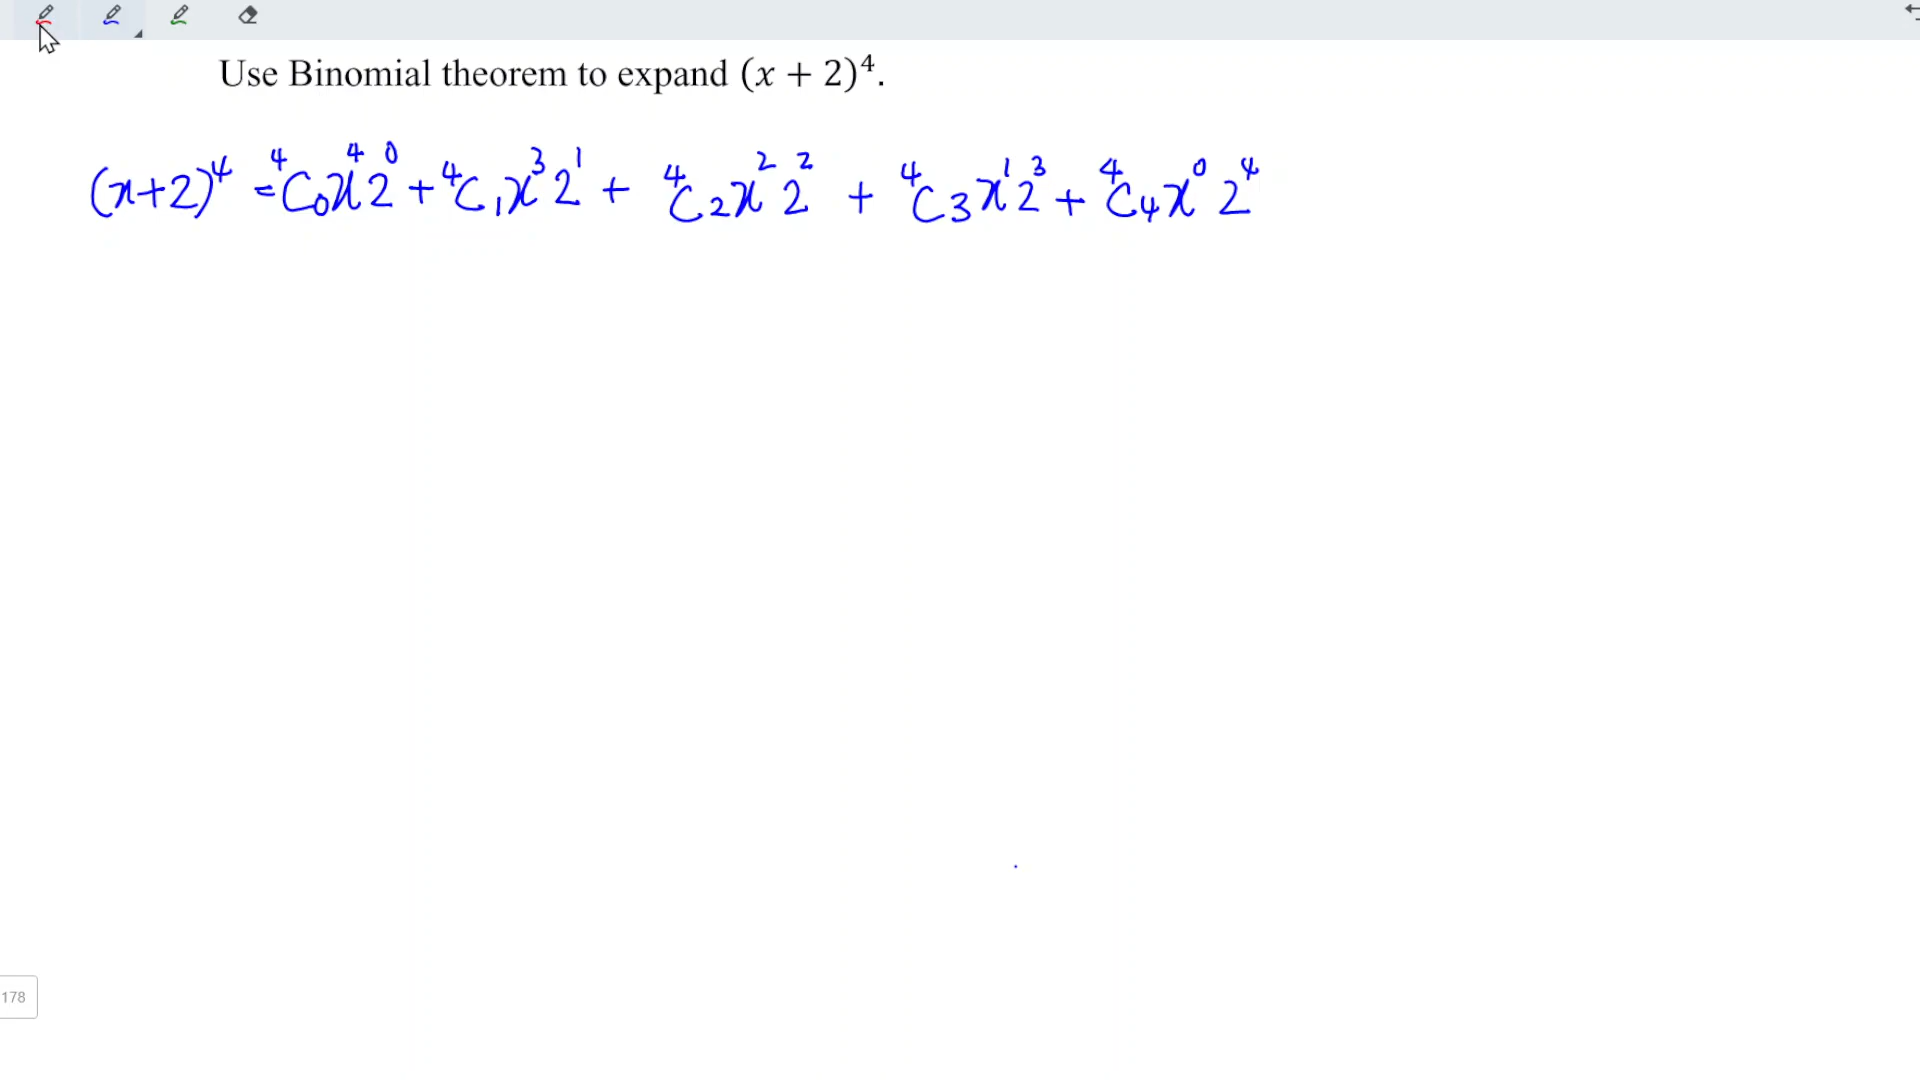 Use Binomial theorem to expand (x + 2)⁴.
(x+2)⁴ = ⁴C₀x⁴2⁰ + ⁴C₁x³2¹ + ⁴C₂x²2² + ⁴C₃x¹2³ + ⁴C₄x⁰2⁴
178